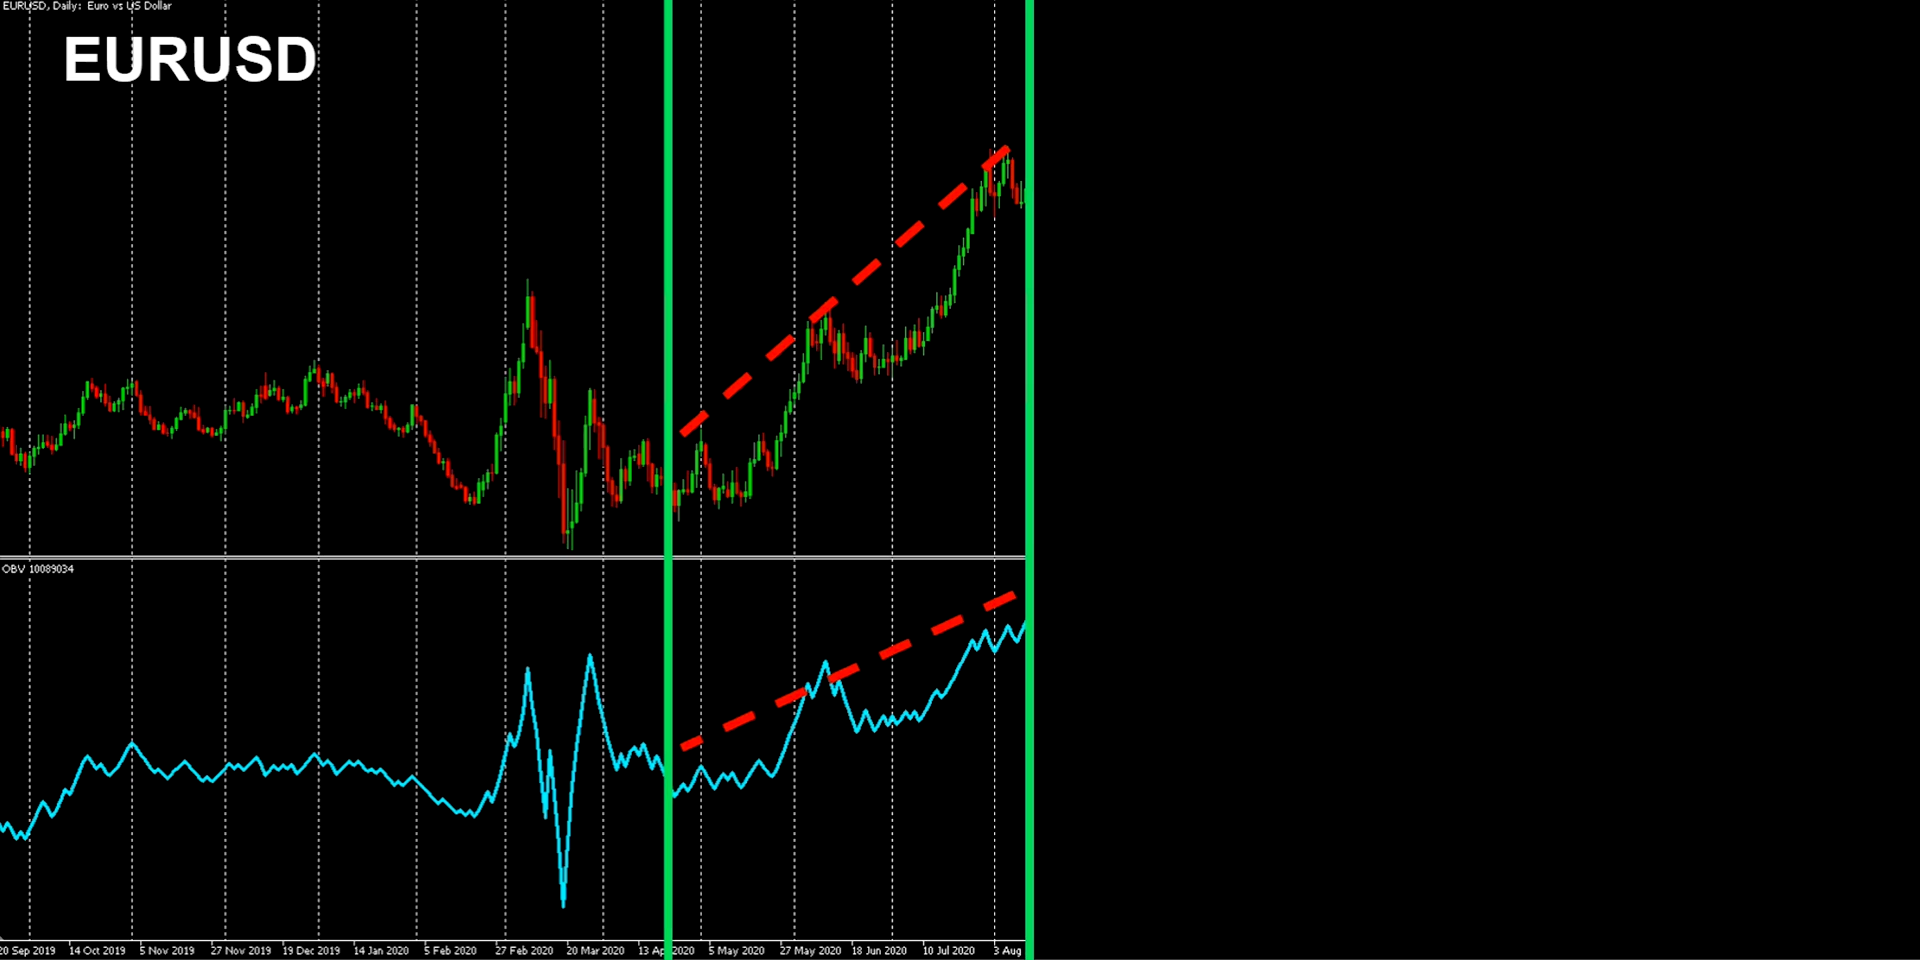 EURUSD, Daily: Euro vs US Dollar
EURUSD
OBV 10089034
20 Sep 2019 14 Oct 2019 5 Nov 2019 27 Nov 2019 19 Dec 2019 14 Jan 2020 5 Feb 2020 27 Feb 2020 20 Mar 2020 13 Ap 2020 5 May 2020 27 May 2020 18 Jun 2020 10 Jul 2020 3 Aug